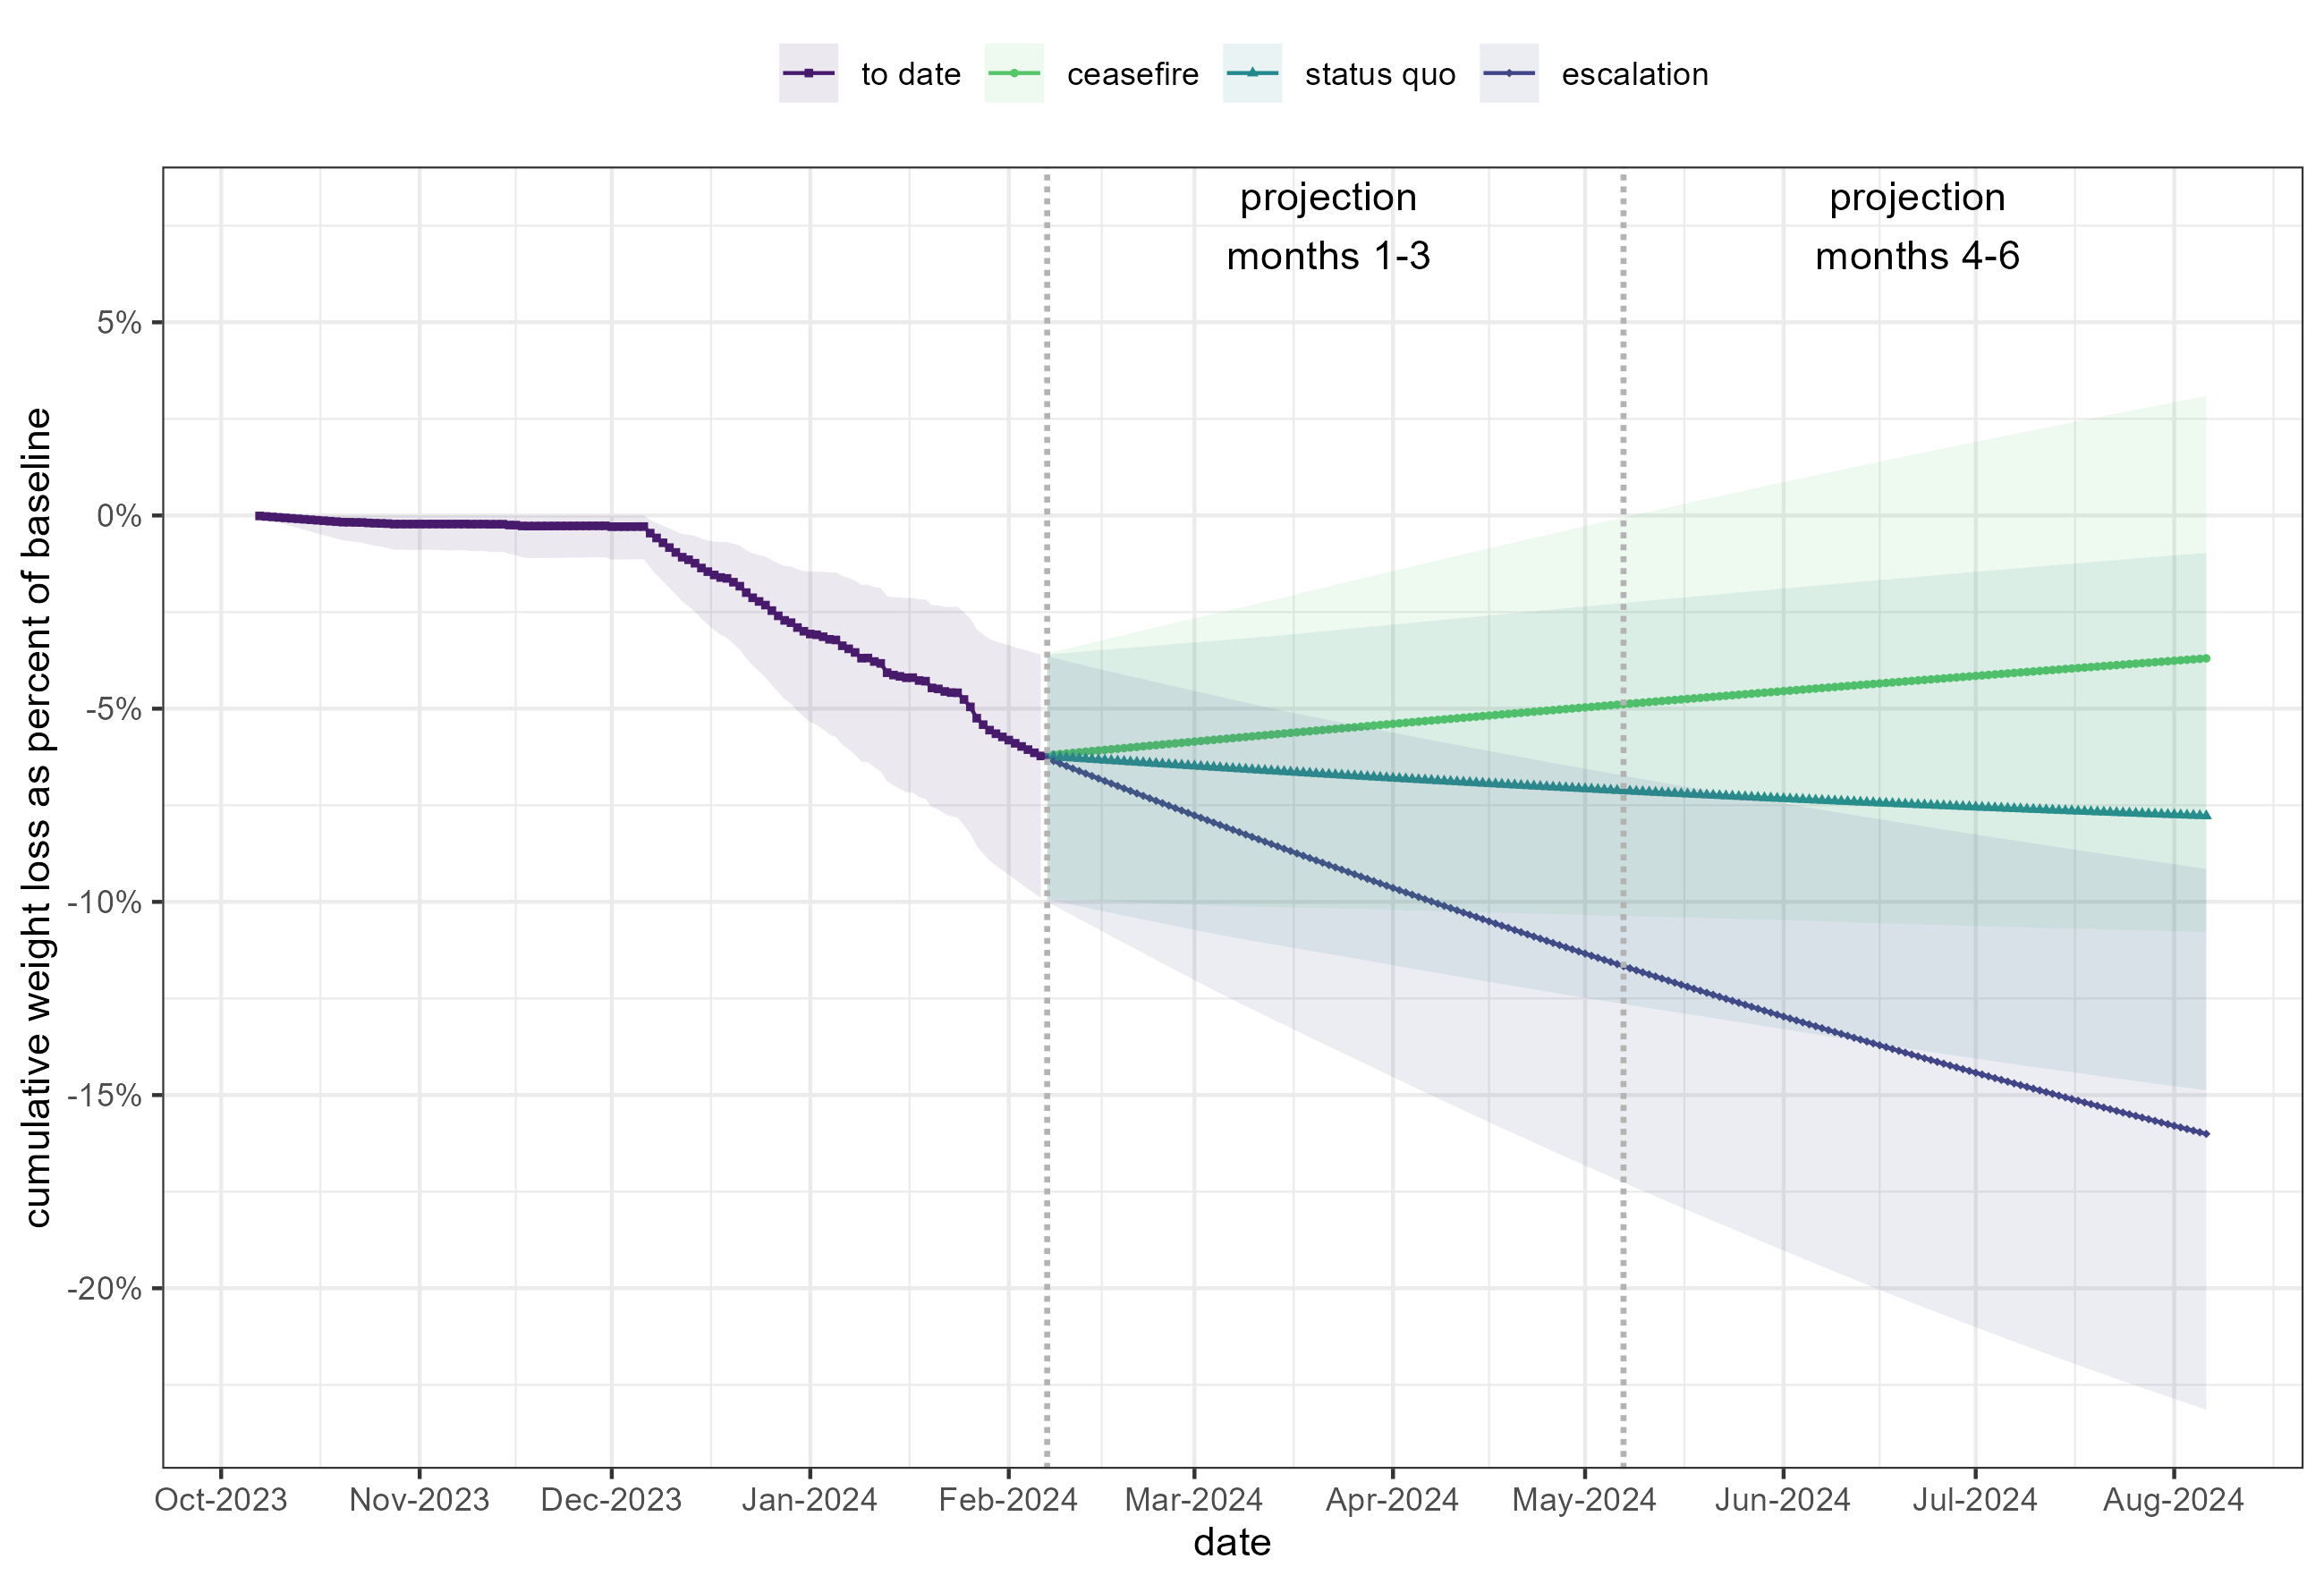 to date ceasefire status quo escalation
projection
months 1-3
projection
months 4-6
cumulative weight loss as percent of baseline
5%
0%
-5%
-10%
-15%
-20%
Oct-2023 Nov-2023 Dec-2023 Jan-2024 Feb-2024 Mar-2024 Apr-2024 May-2024 Jun-2024 Jul-2024 Aug-2024
date